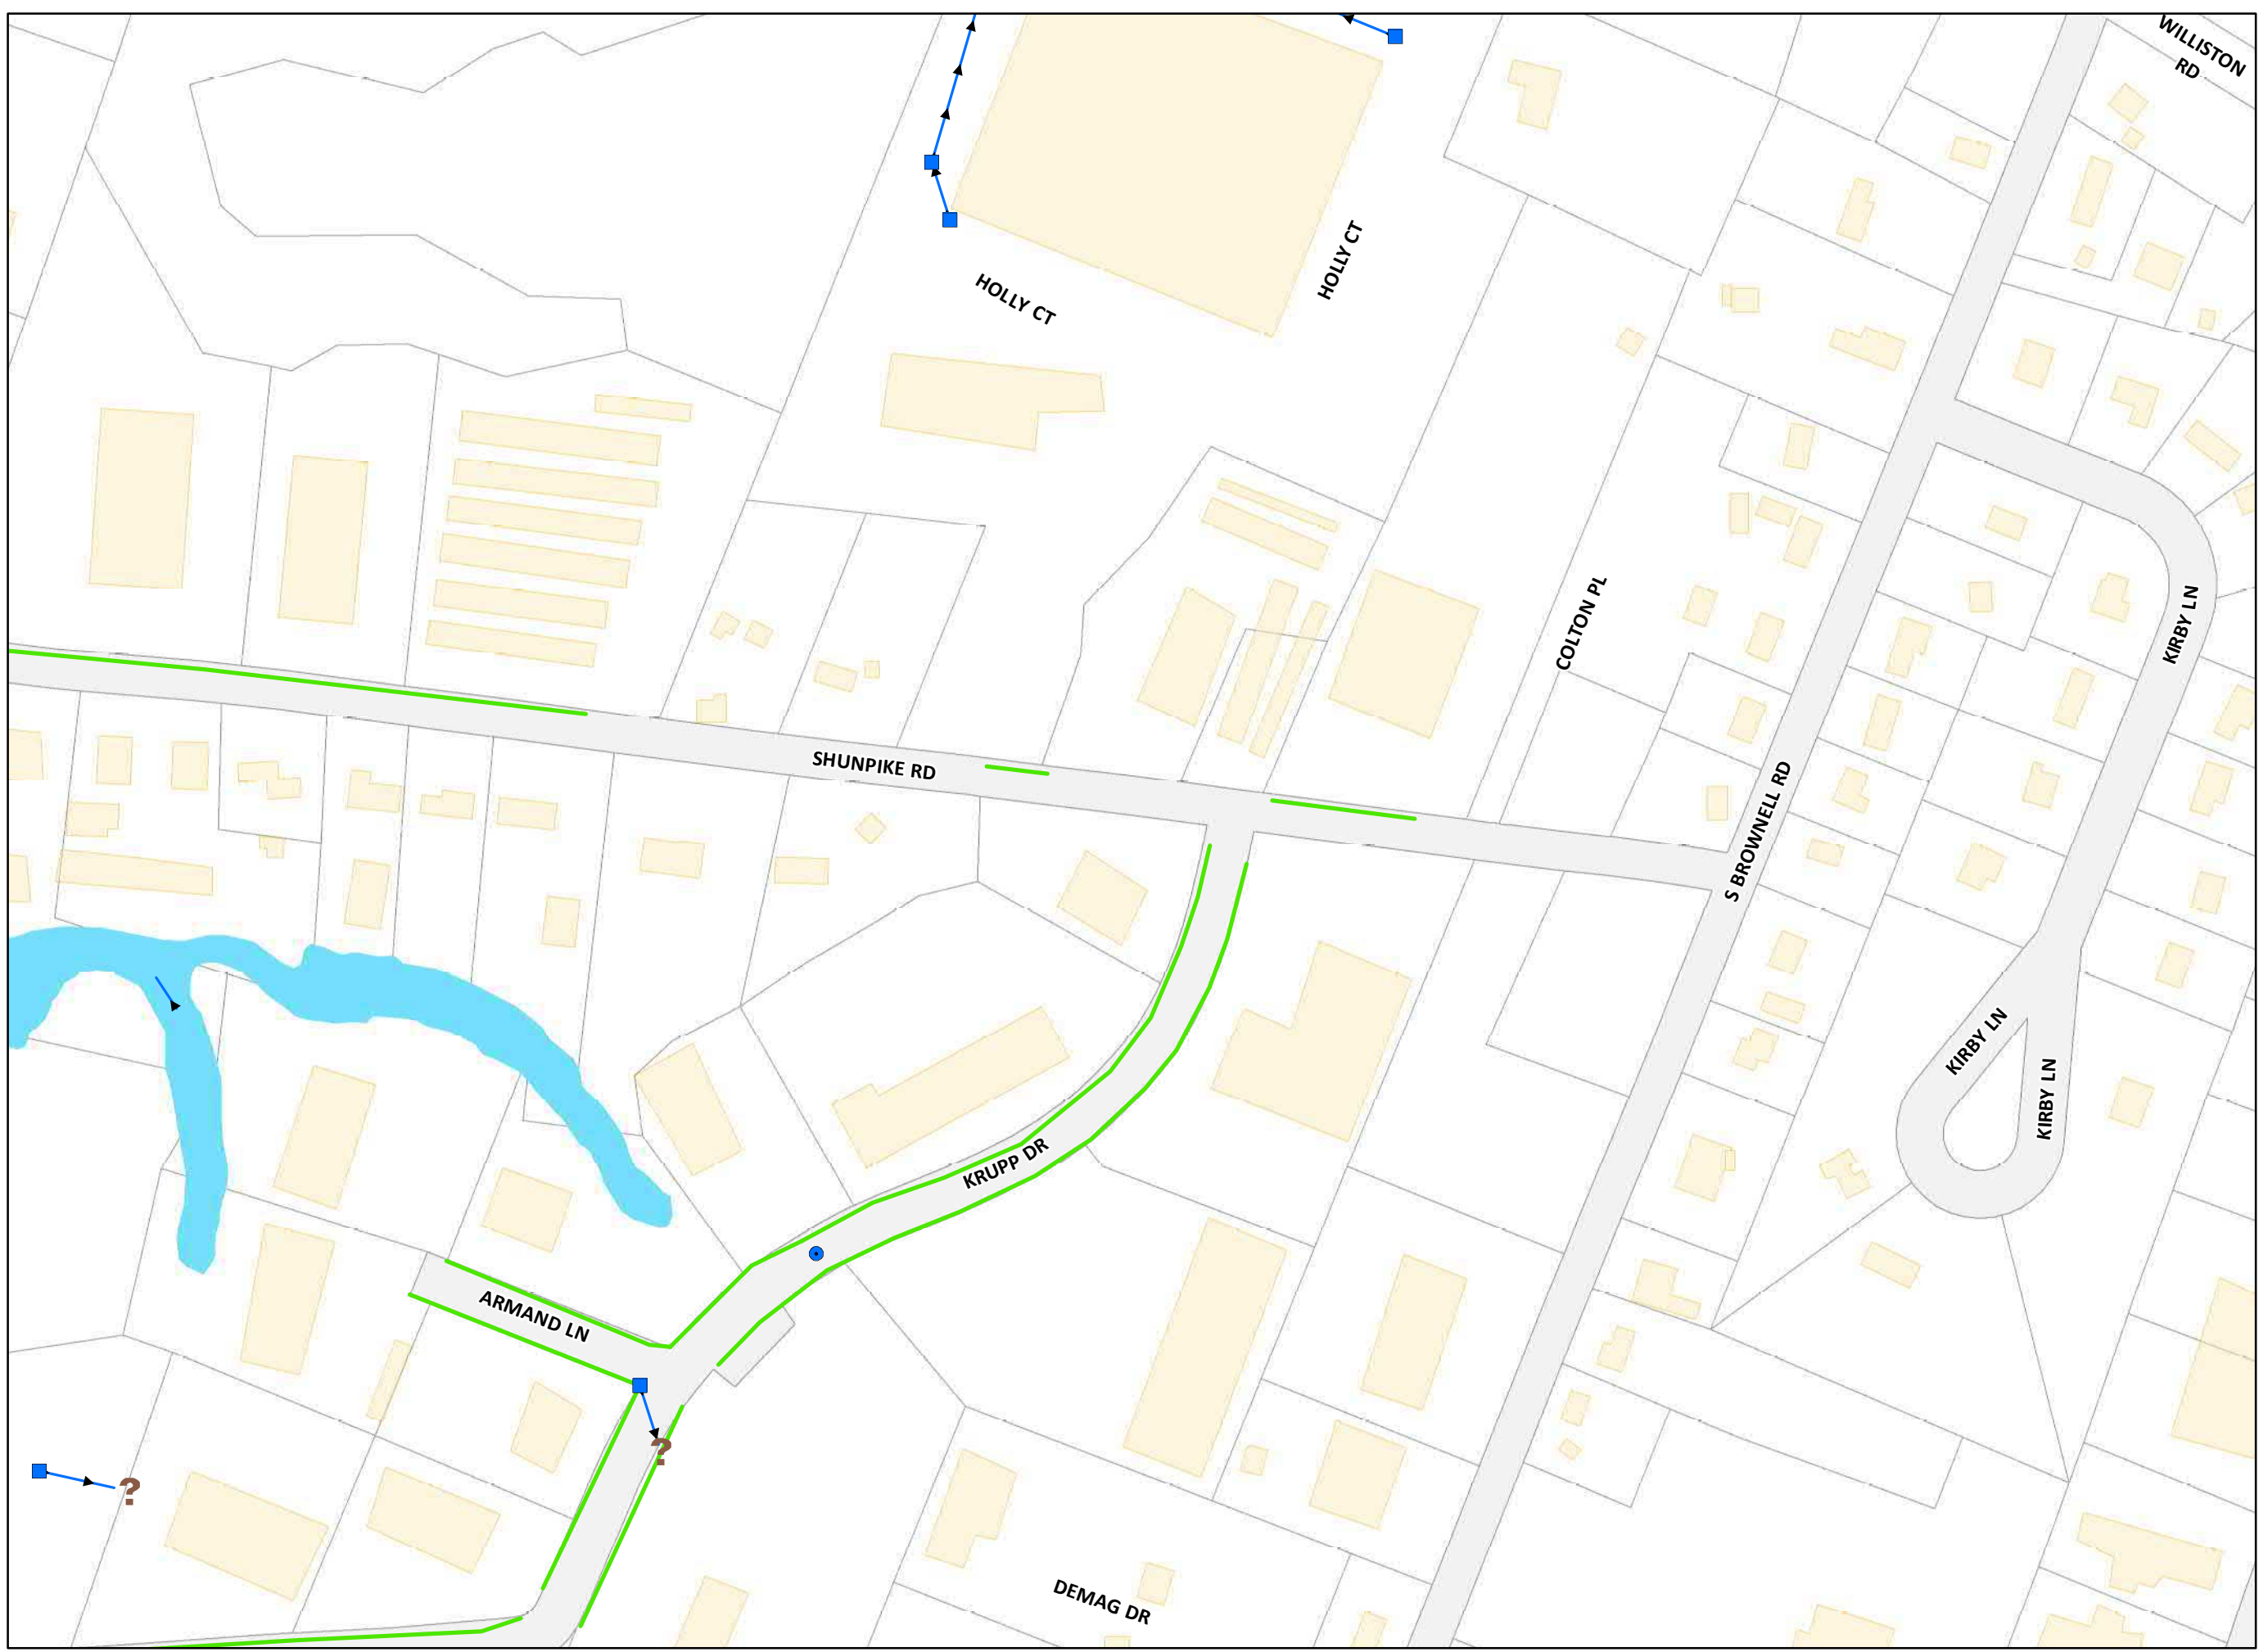 WILLISTON
RD
HOLLY CT
HOLLY CT
COLTON PL
KIRBY LN
SHUNPIKE RD
S BROWNELL RD
KIRBY LN
KIRBY LN
KRUPP DR
ARMAND LN
?
?
DEMAG DR